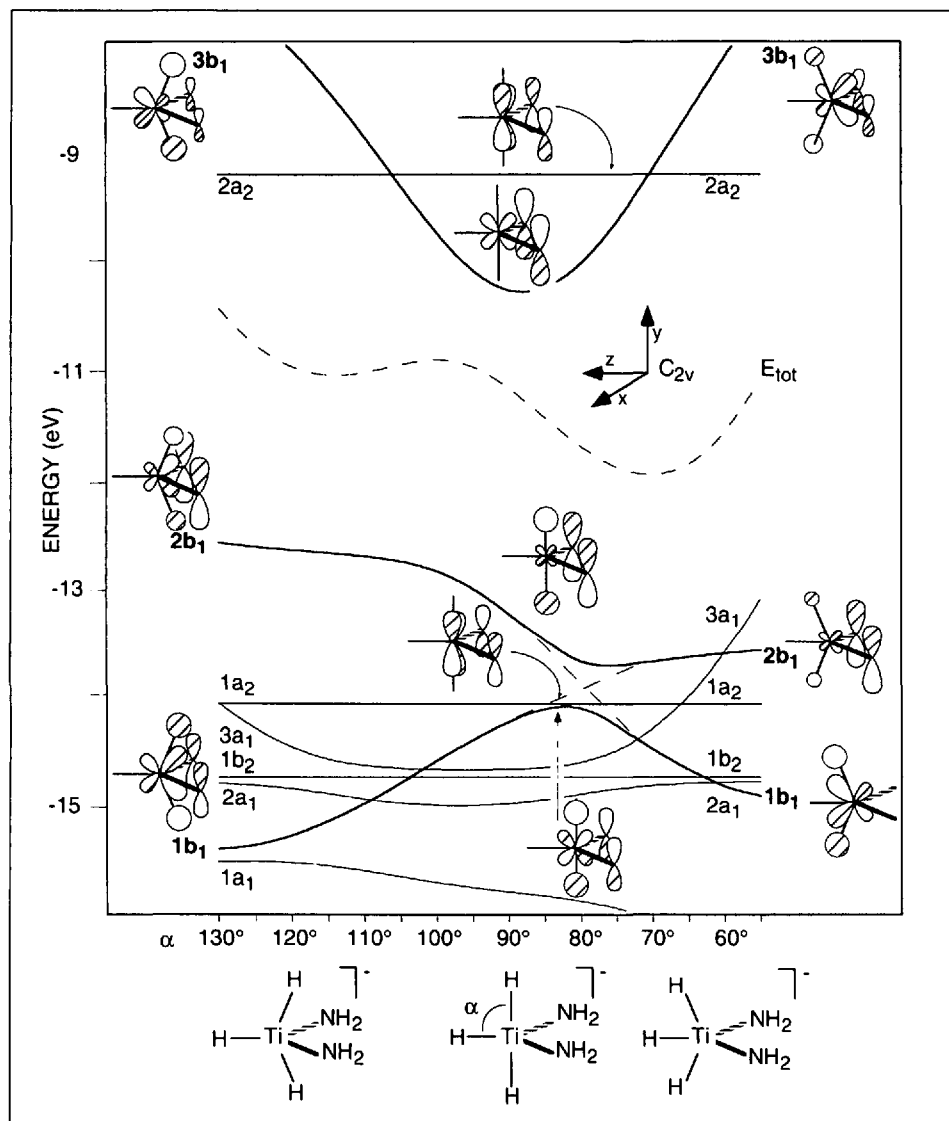 3b₁
3b₁
-9
2a₂
2a₂
y
z
C₂ᵥ
x
Eₜₒₜ
-11
ENERGY (eV)
2b₁
-13
3a₁
2b₁
1a₂
1a₂
3a₁
1b₂
1b₂
2a₁
2a₁
1b₁
-15
1b₁
1a₁
α
130°
120°
110°
100°
90°
80°
70°
60°
H
H
Ti
NH₂
NH₂
H
-
α
H
H
Ti
NH₂
NH₂
H
-
H
Ti
NH₂
NH₂
H
-